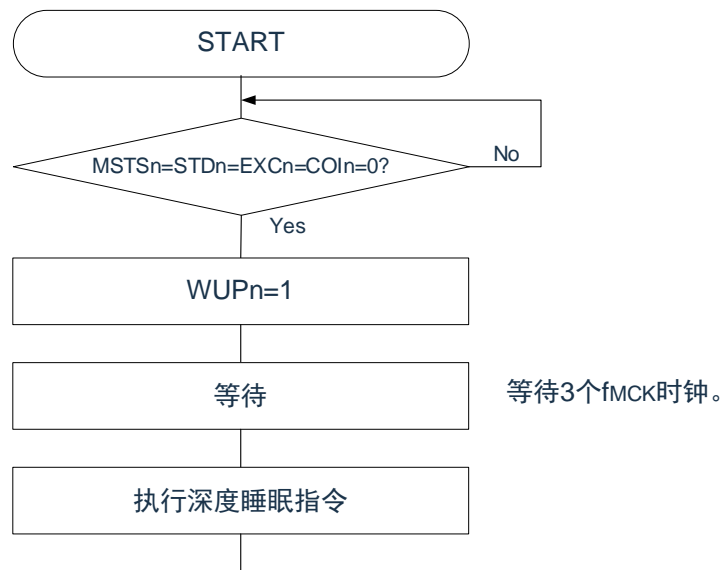 START
MSTSn=STDn=EXCn=COIn=0?
No
Yes
WUPn=1
等待
等待3个fMCK时钟。
执行深度睡眠指令